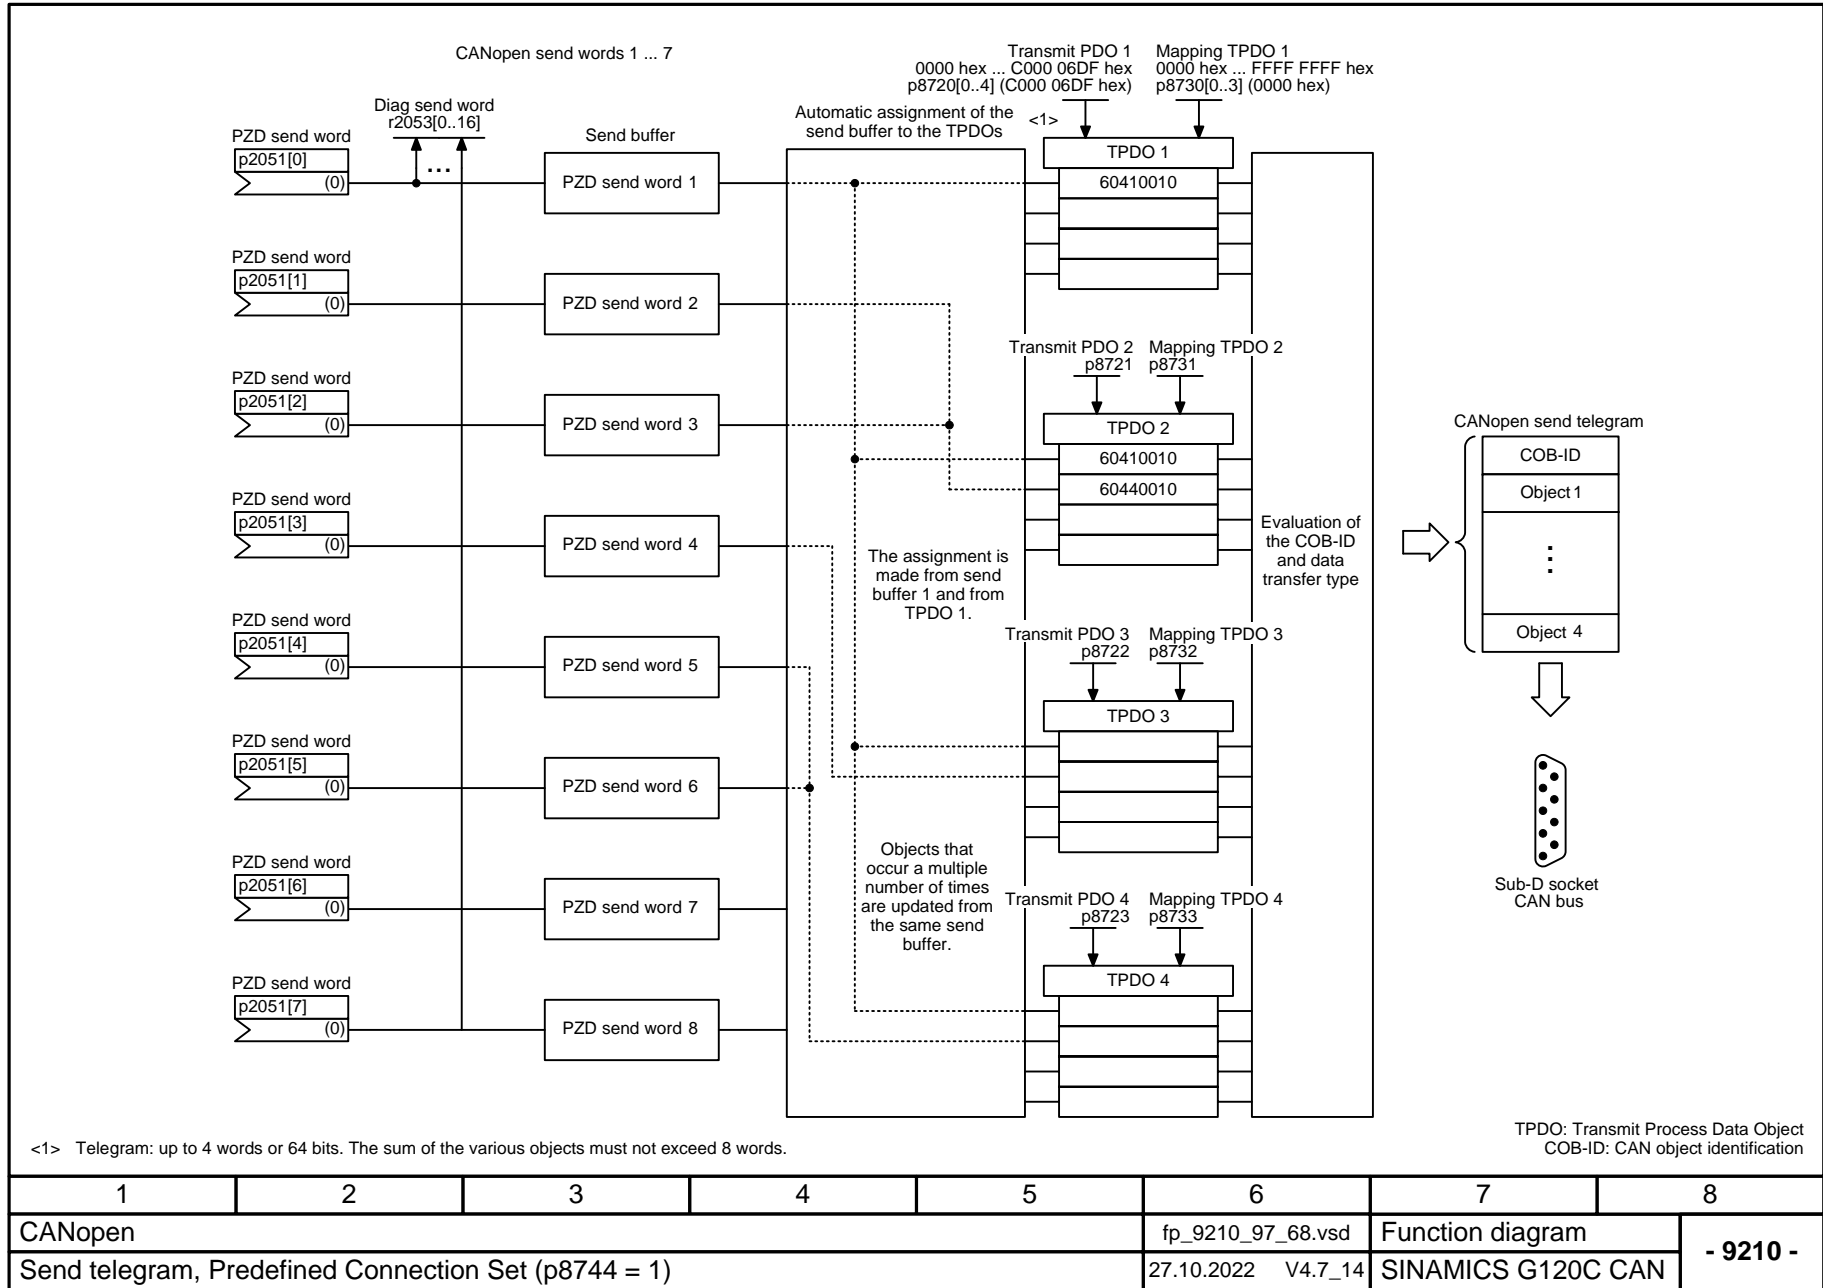 CANopen send words 1 ... 7
Transmit PDO 1
0000 hex ... C000 06DF hex
p8720[0..4] (C000 06DF hex)
Mapping TPDO 1
0000 hex ... FFFF FFFF hex
p8730[0..3] (0000 hex)
Diag send word
r2053[0..16]
Send buffer
Automatic assignment of the
send buffer to the TPDOs
<1>
PZD send word
p2051[0]
(0)
...
PZD send word 1
TPDO 1
60410010
PZD send word
p2051[1]
(0)
PZD send word 2
Transmit PDO 2
p8721
Mapping TPDO 2
p8731
PZD send word
p2051[2]
(0)
PZD send word 3
TPDO 2
60410010
60440010
CANopen send telegram
COB-ID
Object 1
...
Object 4
PZD send word
p2051[3]
(0)
PZD send word 4
The assignment is
made from send
buffer 1 and from
TPDO 1.
Evaluation of
the COB-ID
and data
transfer type
PZD send word
p2051[4]
(0)
PZD send word 5
Transmit PDO 3
p8722
Mapping TPDO 3
p8732
TPDO 3
PZD send word
p2051[5]
(0)
PZD send word 6
Objects that
occur a multiple
number of times
are updated from
the same send
buffer.
Sub-D socket
CAN bus
PZD send word
p2051[6]
(0)
PZD send word 7
Transmit PDO 4
p8723
Mapping TPDO 4
p8733
TPDO 4
PZD send word
p2051[7]
(0)
PZD send word 8
<1> Telegram: up to 4 words or 64 bits. The sum of the various objects must not exceed 8 words.
TPDO: Transmit Process Data Object
COB-ID: CAN object identification
1 2 3 4 5 6 7 8
CANopen
fp_9210_97_68.vsd
Function diagram
- 9210 -
Send telegram, Predefined Connection Set (p8744 = 1)
27.10.2022 V4.7_14
SINAMICS G120C CAN